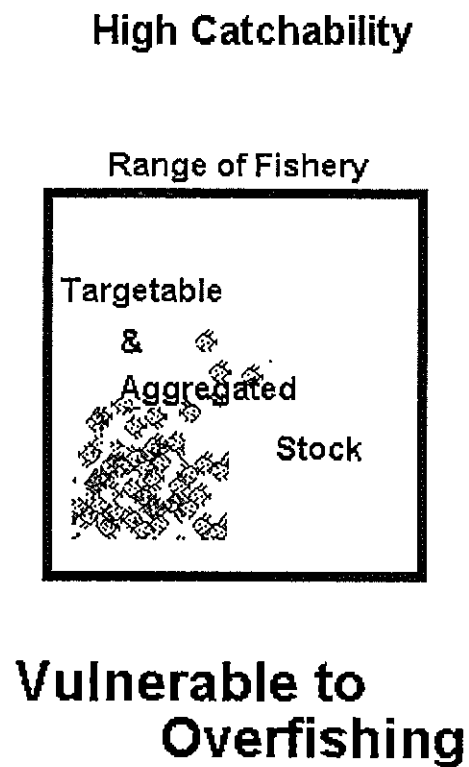 High Catchability
Range of Fishery
Targetable
&
Aggregated
Stock
Vulnerable to
Overfishing